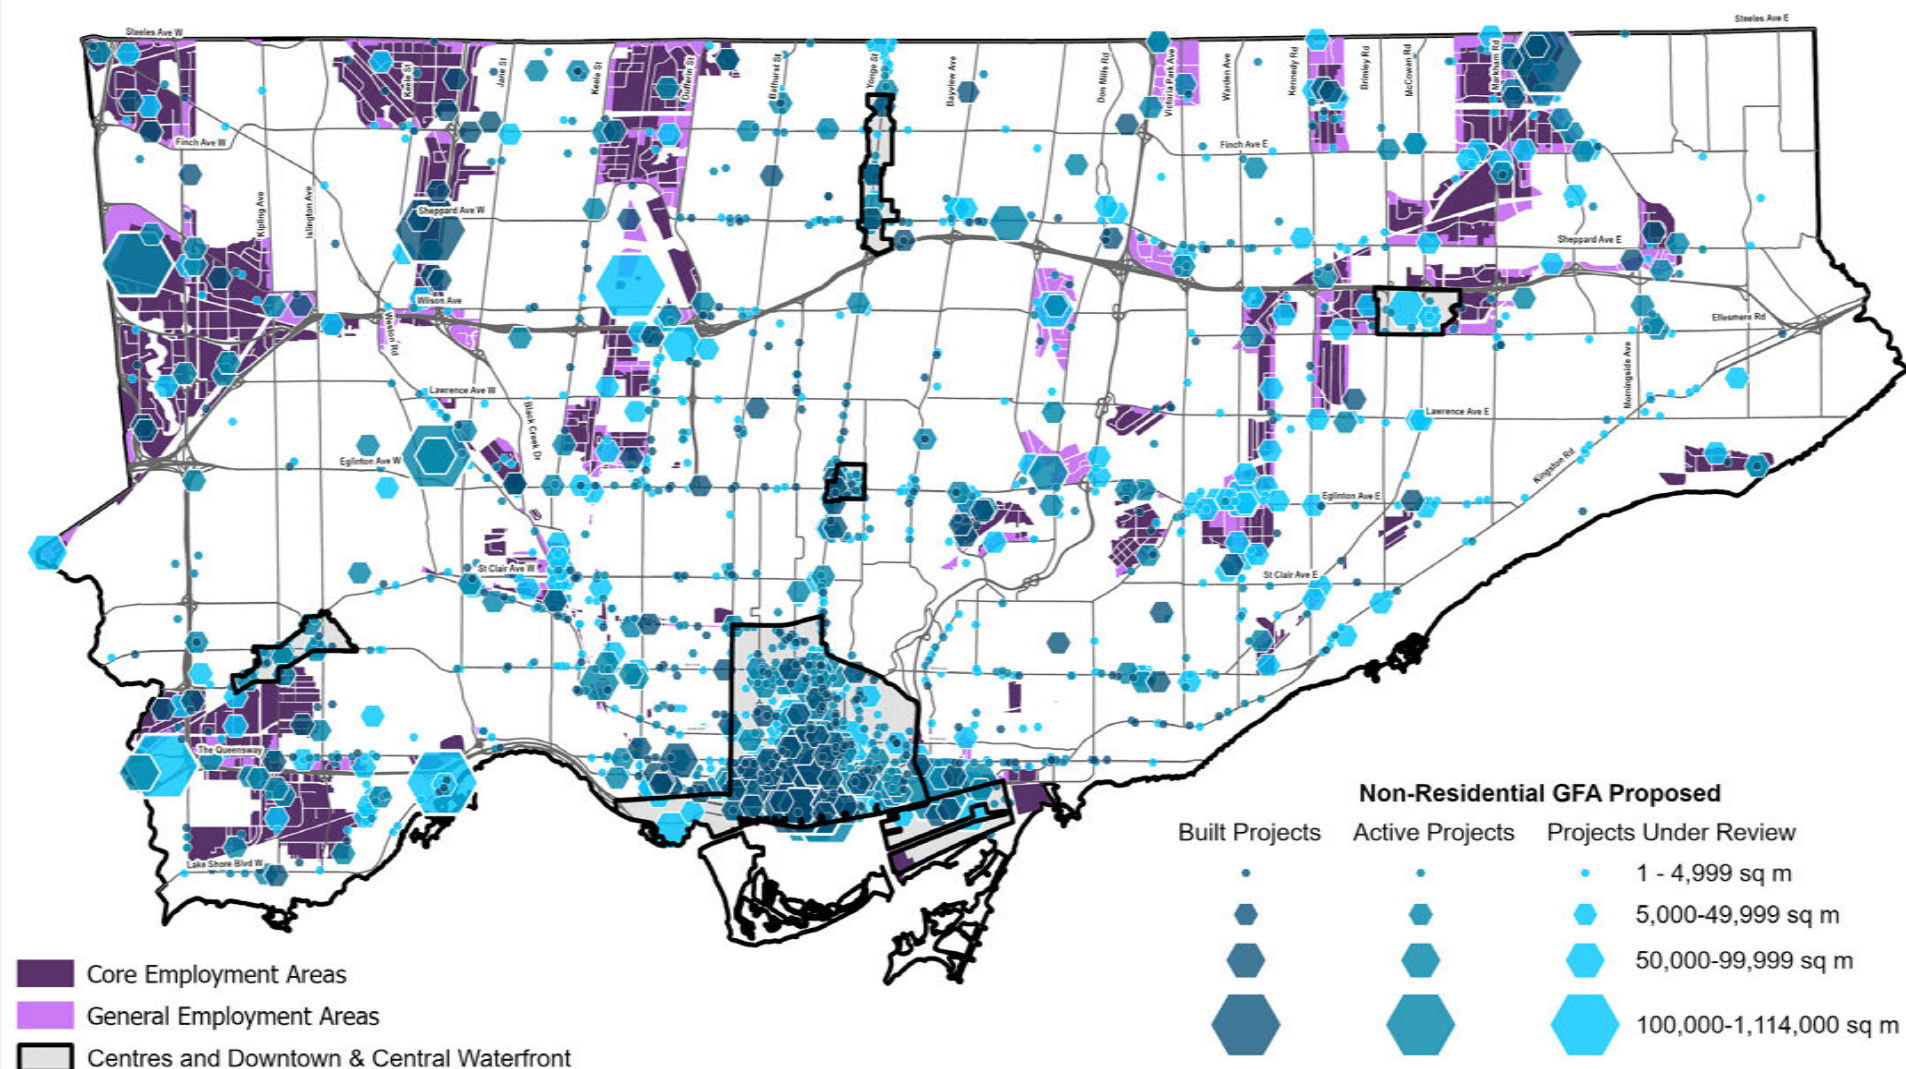 Steeles Ave E
Steeles Ave W
Keele St
Jane St
Keele St
Dufferin St
Bathurst St
Yonge St
Bayview Ave
Don Mills Rd
Victoria Park Ave
Warden Ave
Kennedy Rd
Brimley Rd
McCowan Rd
Markham Rd
Finch Ave W
Finch Ave E
Kipling Ave
Islington Ave
Sheppard Ave W
Sheppard Ave E
Wilson Ave
Weston Rd
Ellesmere Rd
Morningside Ave
Lawrence Ave W
Black Creek Dr
Lawrence Ave E
Eglinton Ave W
Kingston Rd
Eglinton Ave E
St Clair Ave W
St Clair Ave E
The Queensway
Lake Shore Blvd W
Non-Residential GFA Proposed
Built Projects Active Projects Projects Under Review
1 - 4,999 sq m
5,000-49,999 sq m
50,000-99,999 sq m
100,000-1,114,000 sq m
Core Employment Areas
General Employment Areas
Centres and Downtown & Central Waterfront